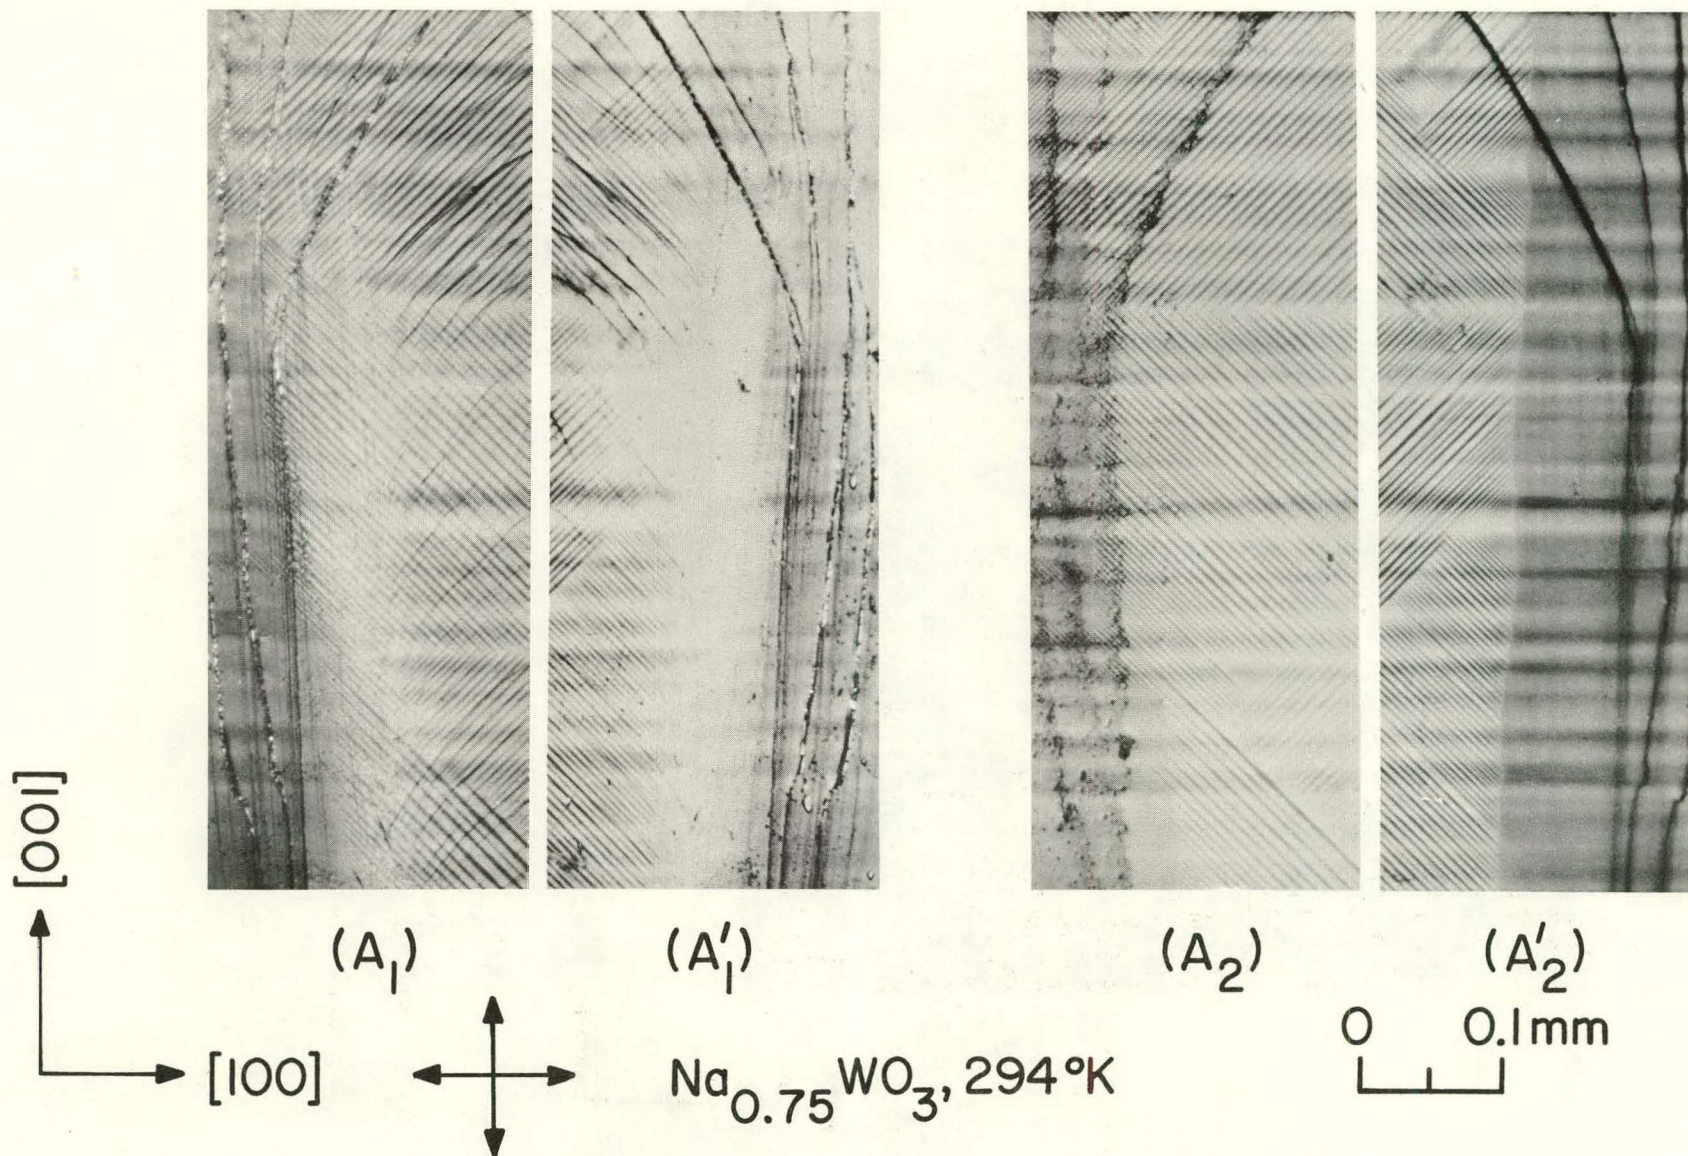 [001]
(A₁) (A₁′) (A₂) (A₂′)
0 0.1mm
[100] Na₀.₇₅WO₃, 294°K